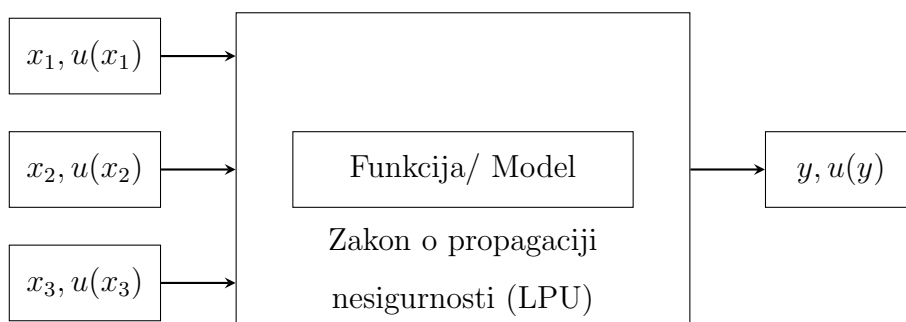 x₁, u(x₁)
x₂, u(x₂)
x₃, u(x₃)
Funkcija/ Model
Zakon o propagaciji
nesigurnosti (LPU)
y, u(y)